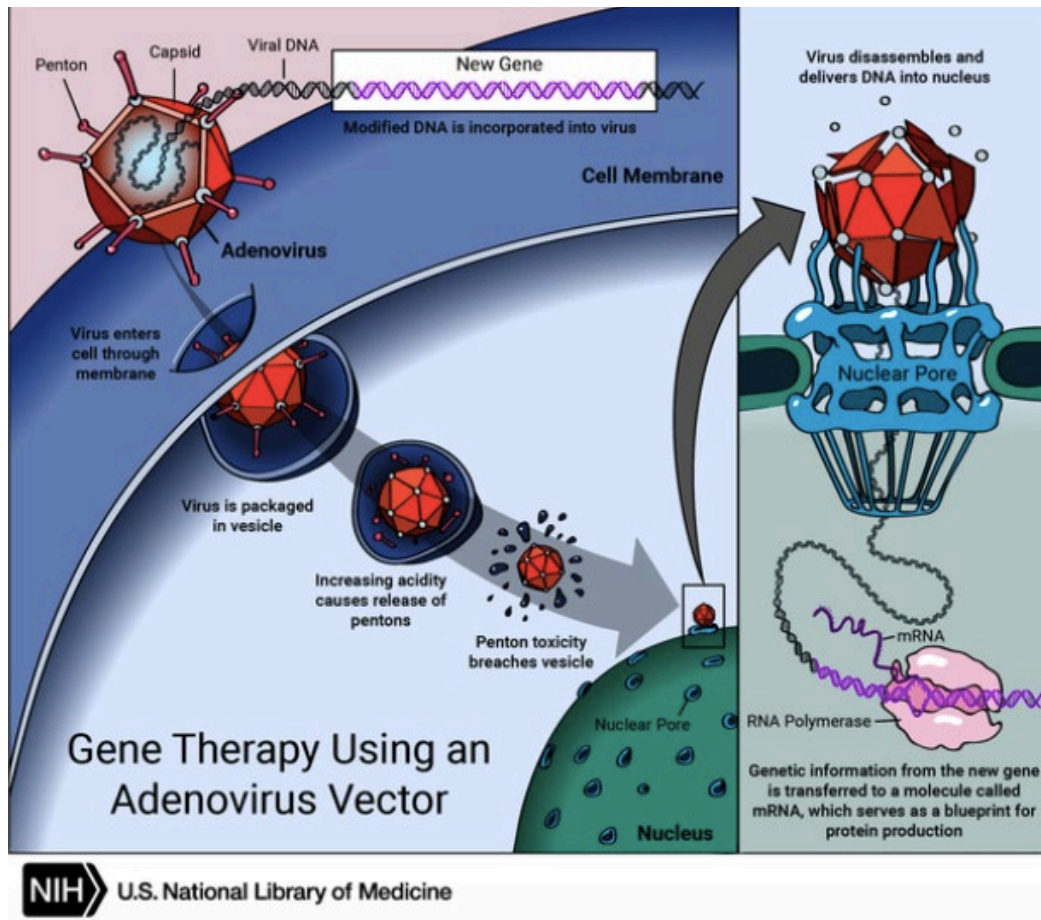 Penton
Capsid
Viral DNA
New Gene
Modified DNA is incorporated into virus
Cell Membrane
Adenovirus
Virus enters
cell through
membrane
Virus is packaged
in vesicle
Increasing acidity
causes release of
pentons
Penton toxicity
breaches vesicle
Nuclear Pore
Nucleus
Gene Therapy Using an
Adenovirus Vector
Virus disassembles and
delivers DNA into nucleus
Nuclear Pore
mRNA
RNA Polymerase
Genetic information from the new gene
is transferred to a molecule called
mRNA, which serves as a blueprint for
protein production
NIH U.S. National Library of Medicine